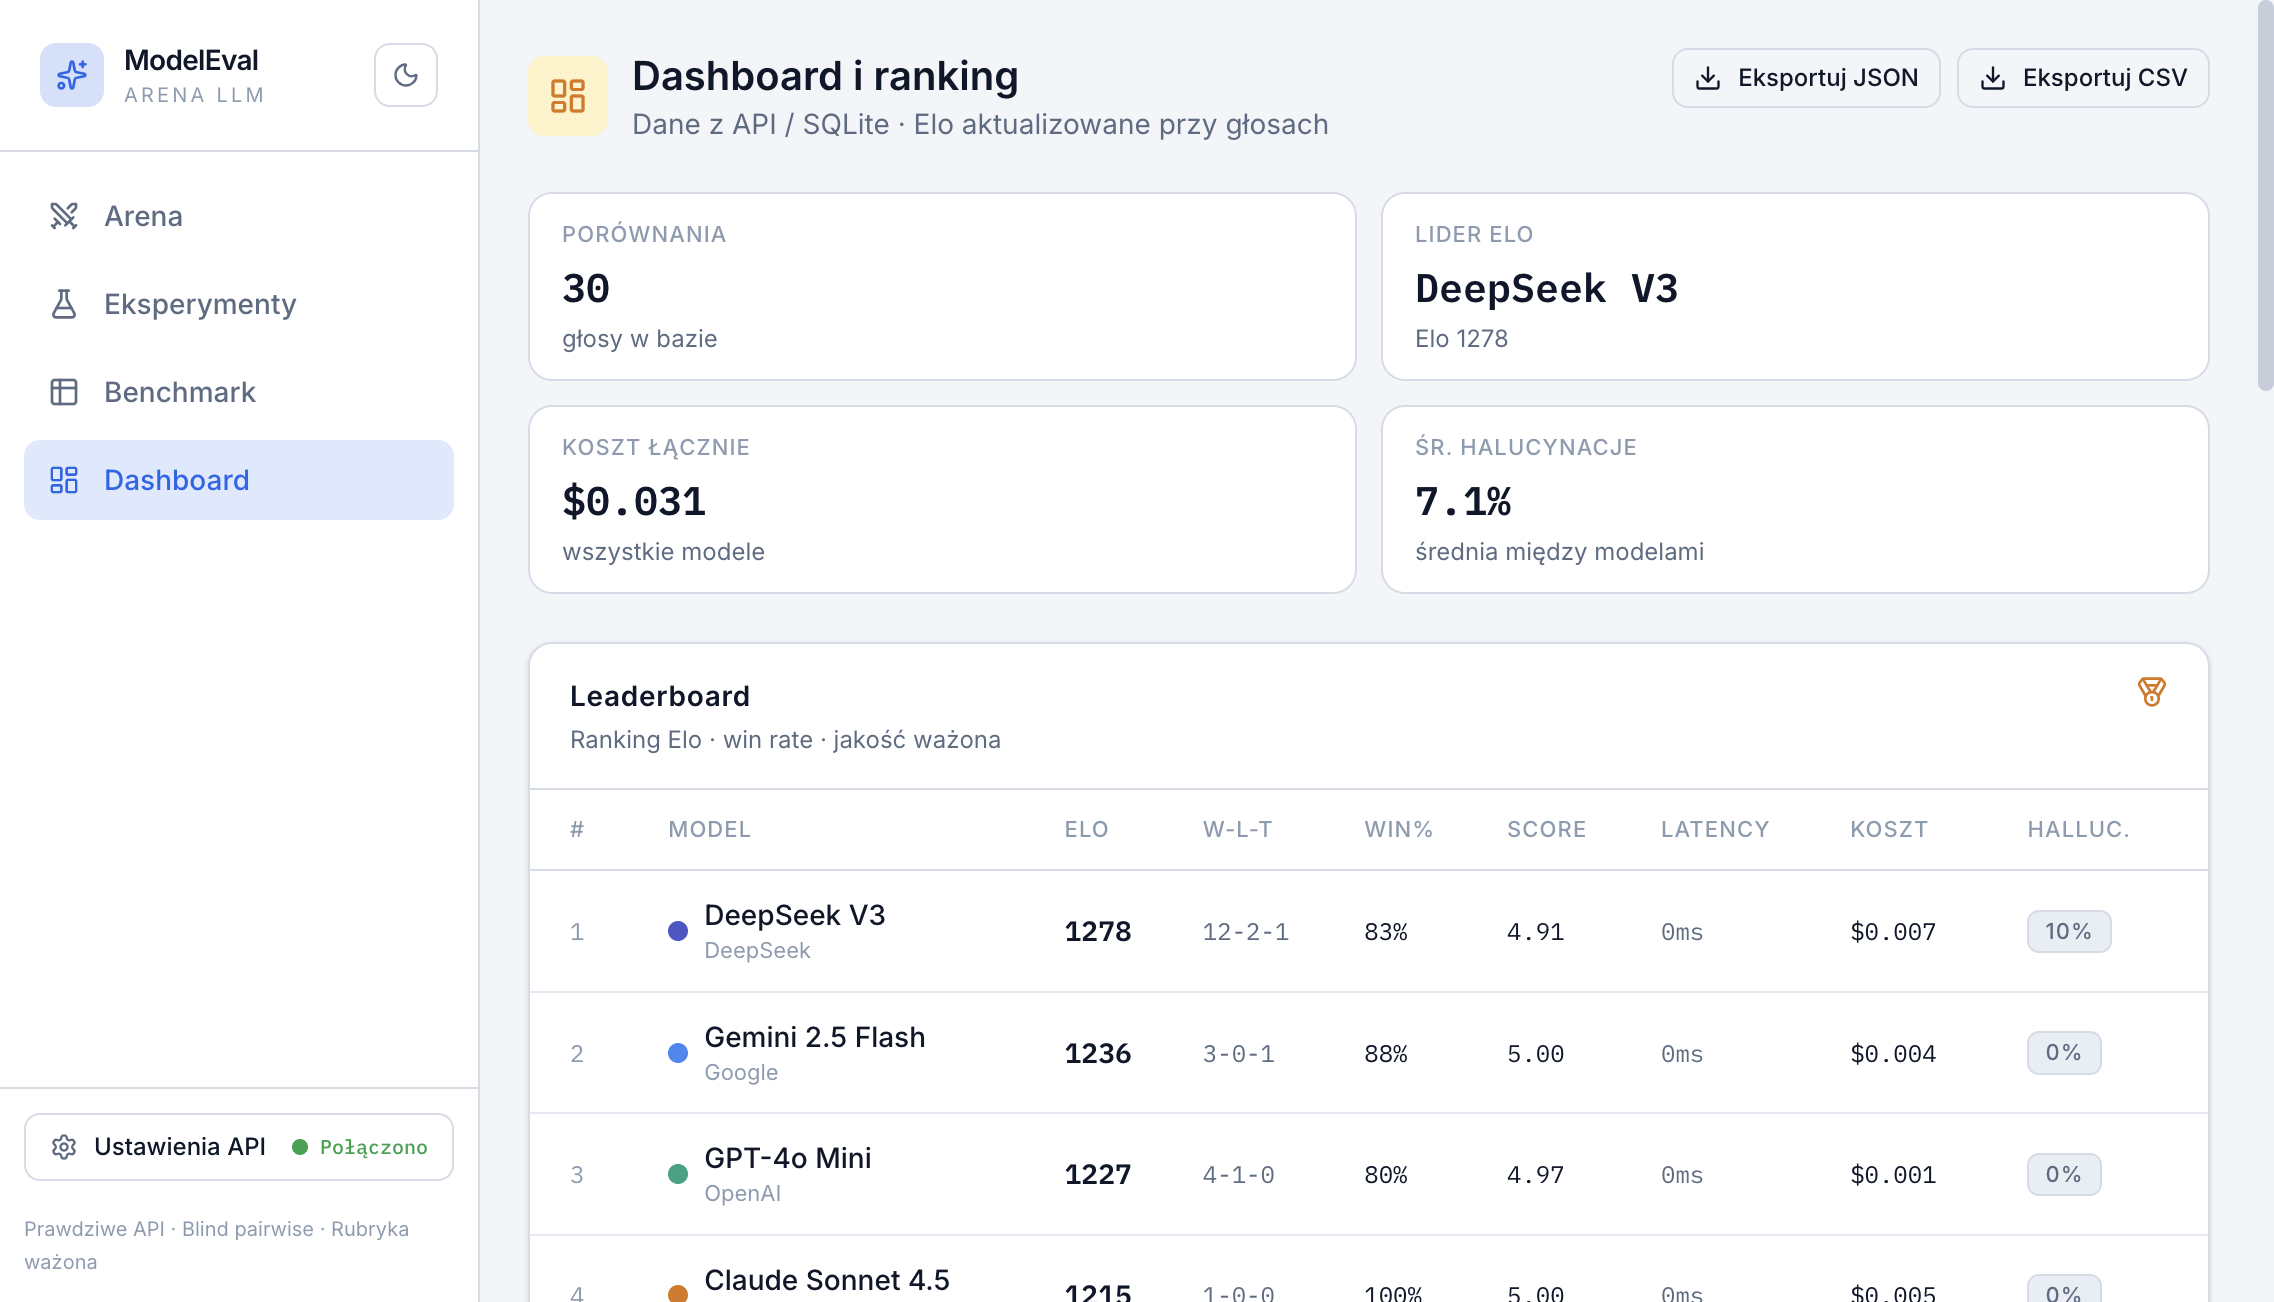 ModelEval
ARENA LLM
Arena
Eksperymenty
Benchmark
Dashboard
Ustawienia API
Połączono
Prawdziwe API · Blind pairwise · Rubryka
ważona
Dashboard i ranking
Dane z API / SQLite · Elo aktualizowane przy głosach
Eksportuj JSON
Eksportuj CSV
PORÓWNANIA
30
głosy w bazie
LIDER ELO
DeepSeek V3
Elo 1278
KOSZT ŁĄCZNIE
$0.031
wszystkie modele
ŚR. HALUCYNACJE
7.1%
średnia między modelami
Leaderboard
Ranking Elo · win rate · jakość ważona
# MODEL ELO W-L-T WIN% SCORE LATENCY KOSZT HALLUC.
1 DeepSeek V3 1278 12-2-1 83% 4.91 0ms $0.007 10%
DeepSeek
2 Gemini 2.5 Flash 1236 3-0-1 88% 5.00 0ms $0.004 0%
Google
3 GPT-4o Mini 1227 4-1-0 80% 4.97 0ms $0.001 0%
OpenAI
4 Claude Sonnet 4.5 1215 1-0-0 100% 5.00 0ms $0.005 0%